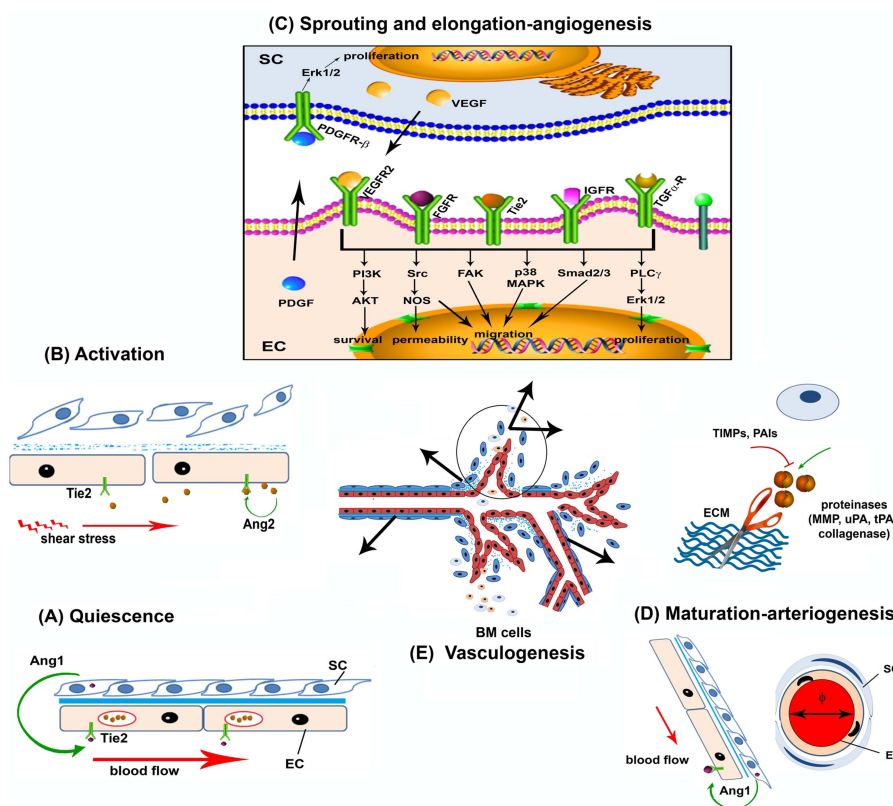 (C) Sprouting and elongation-angiogenesis
SC
proliferation
Erk1/2
VEGF
PDGFR-β
VEGFR2
FGFR
Tie2
IGFR
TGFα-R
PDGF
PI3K
Src
FAK
p38
MAPK
Smad2/3
PLCγ
AKT
NOS
Erk1/2
survival
permeability
migration
proliferation
EC
(B) Activation
Tie2
shear stress
Ang2
BM cells
TIMPs, PAIs
ECM
proteinases
(MMP, uPA, tPA
collagenase)
(A) Quiescence
Ang1
SC
Tie2
EC
blood flow
(E) Vasculogenesis
(D) Maturation-arteriogenesis
SC
ϕ
blood flow
E
Ang1